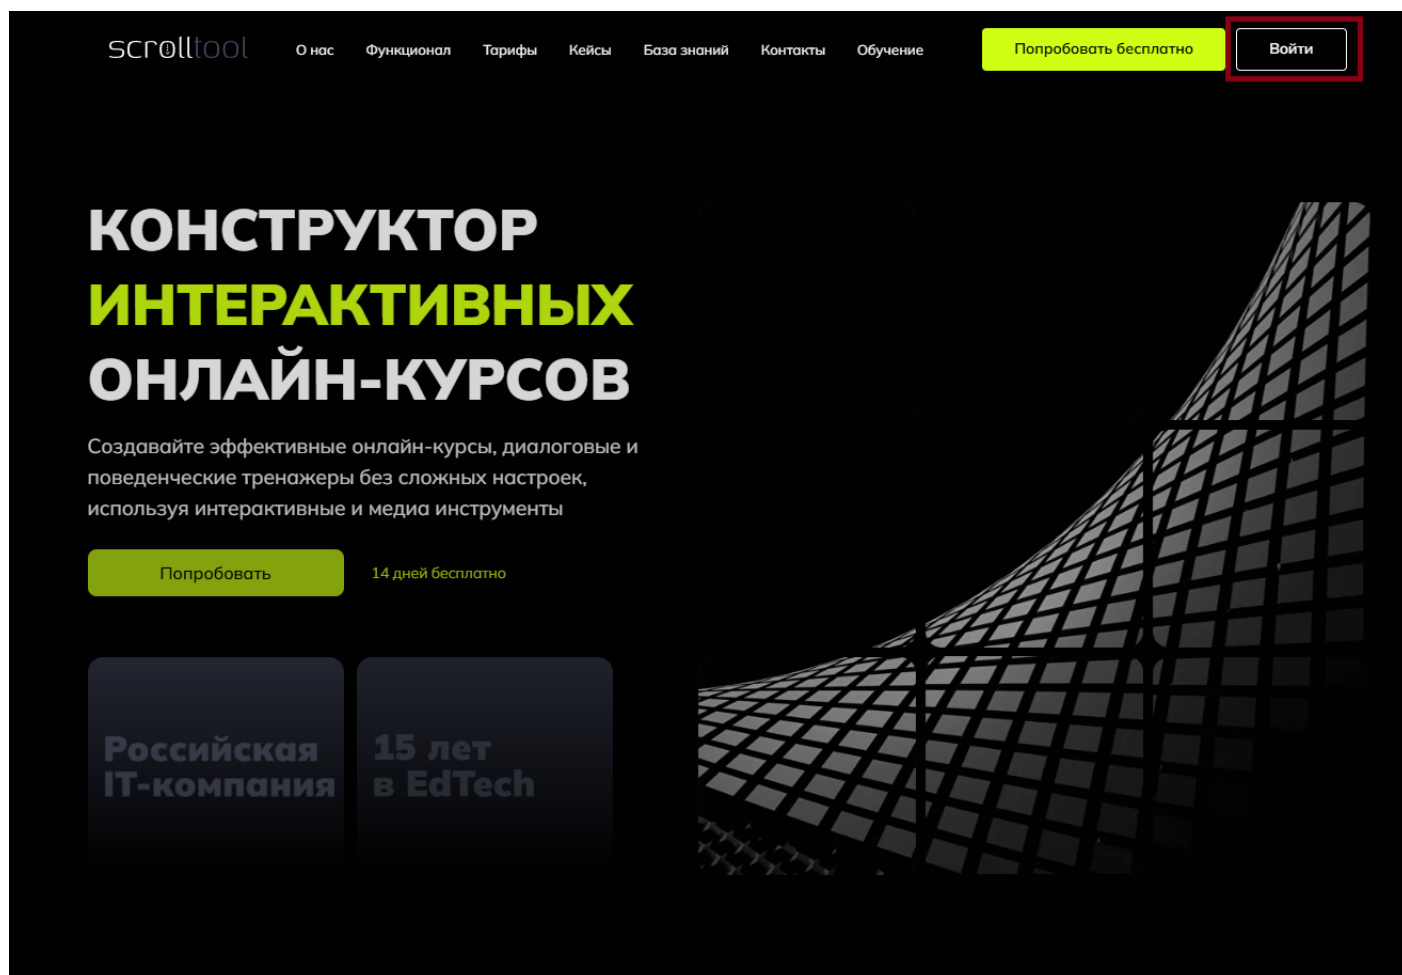 scrolltool
О нас
Функционал
Тарифы
Кейсы
База знаний
Контакты
Обучение
Попробовать бесплатно
Войти
КОНСТРУКТОР
ИНТЕРАКТИВНЫХ
ОНЛАЙН-КУРСОВ
Создавайте эффективные онлайн-курсы, диалоговые и
поведенческие тренажеры без сложных настроек,
используя интерактивные и медиа инструменты
Попробовать
14 дней бесплатно
Российская
IT-компания
15 лет
в EdTech